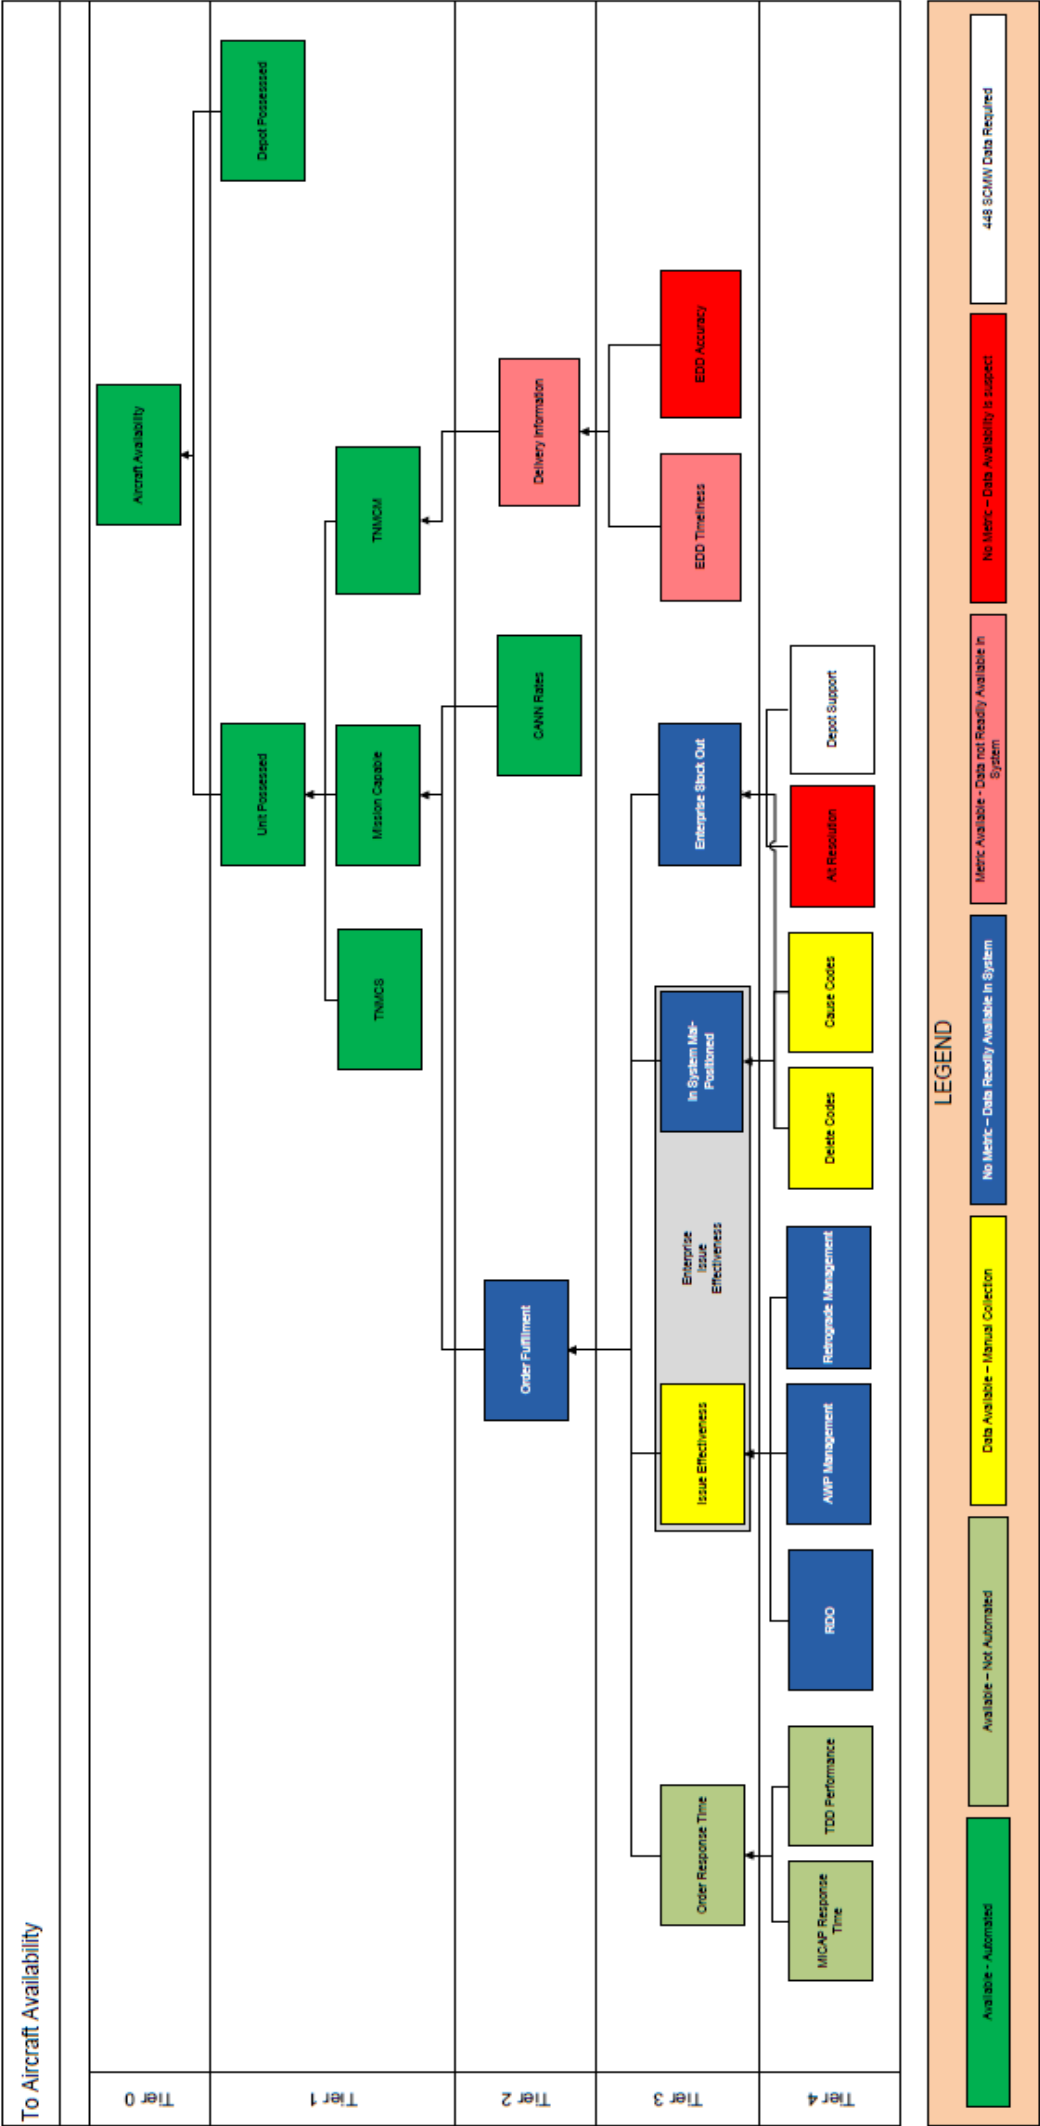 To Aircraft Availability
Tier 0
Aircraft Availability
Tier 1
Unit Possessed
Depot Possesssed
TNMCS
Mission Capable
TNMCM
Tier 2
Order Fulfillment
CANN Rates
Delivery Information
Tier 3
Order Response Time
Issue Effectiveness
Enterprise
Issue
Effectiveness
In System Mal-
Positioned
Enterprise Stock Out
EDD Timeliness
EDD Accuracy
Tier 4
MICAP Response
Time
TDD Performance
RDO
AWP Management
Retrograde Management
Delete Codes
Cause Codes
Alt Resolution
Depot Support
LEGEND
Available - Automated
Available – Not Automated
Data Available – Manual Collection
No Metric – Data Readily Available in System
Metric Available - Data not Readily Available in
System
No Metric – Data Availability is suspect
448 SCMW Data Required